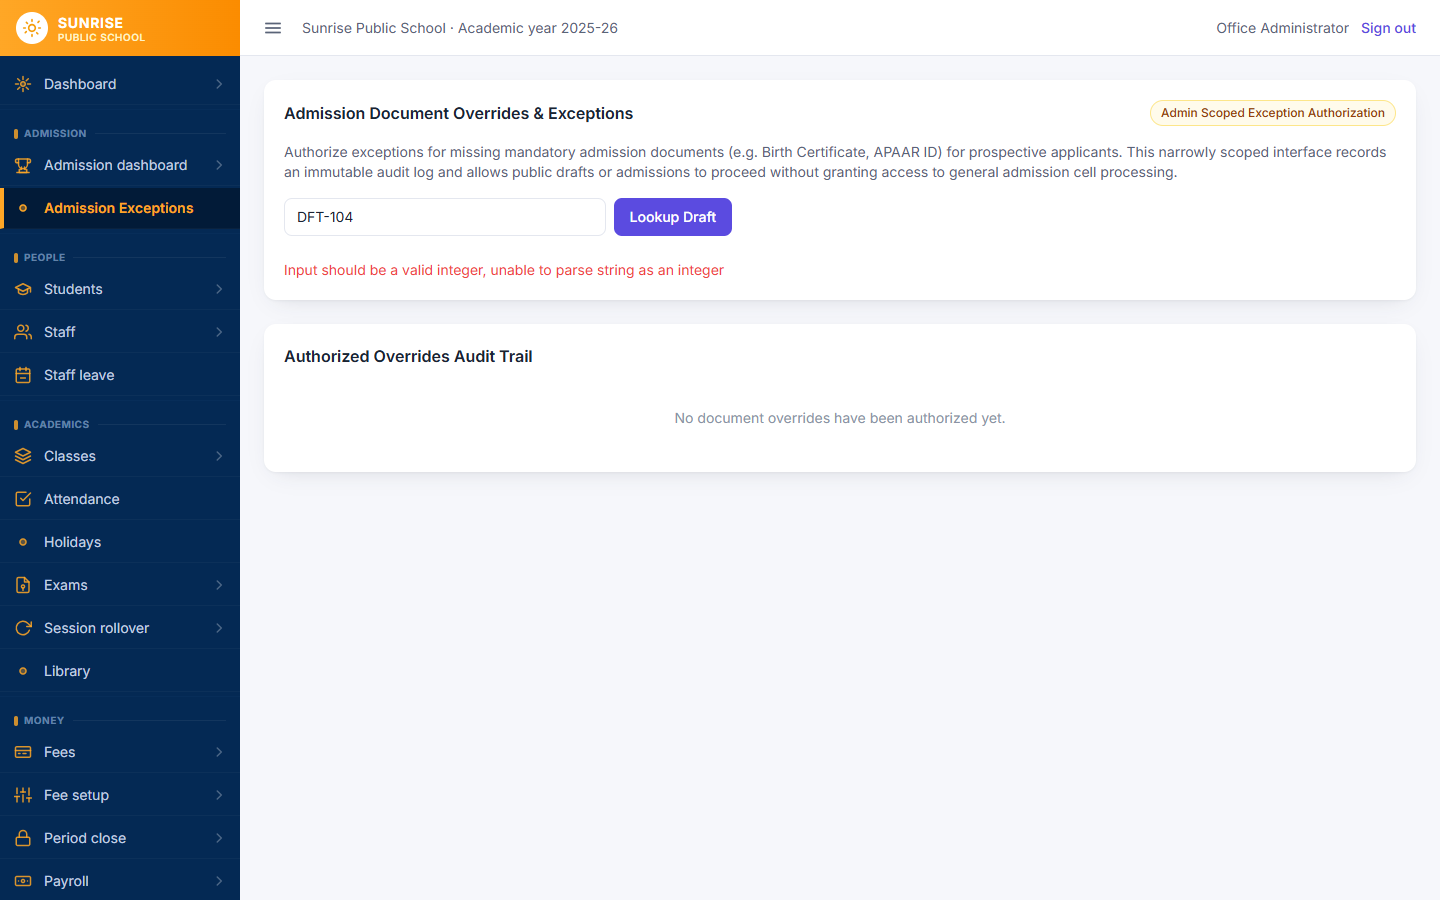 SUNRISE
PUBLIC SCHOOL
Sunrise Public School · Academic year 2025-26
Office Administrator
Sign out
Dashboard
ADMISSION
Admission dashboard
Admission Exceptions
PEOPLE
Students
Staff
Staff leave
ACADEMICS
Classes
Attendance
Holidays
Exams
Session rollover
Library
MONEY
Fees
Fee setup
Period close
Payroll
Admission Document Overrides & Exceptions
Admin Scoped Exception Authorization
Authorize exceptions for missing mandatory admission documents (e.g. Birth Certificate, APAAR ID) for prospective applicants. This narrowly scoped interface records
an immutable audit log and allows public drafts or admissions to proceed without granting access to general admission cell processing.
DFT-104
Lookup Draft
Input should be a valid integer, unable to parse string as an integer
Authorized Overrides Audit Trail
No document overrides have been authorized yet.